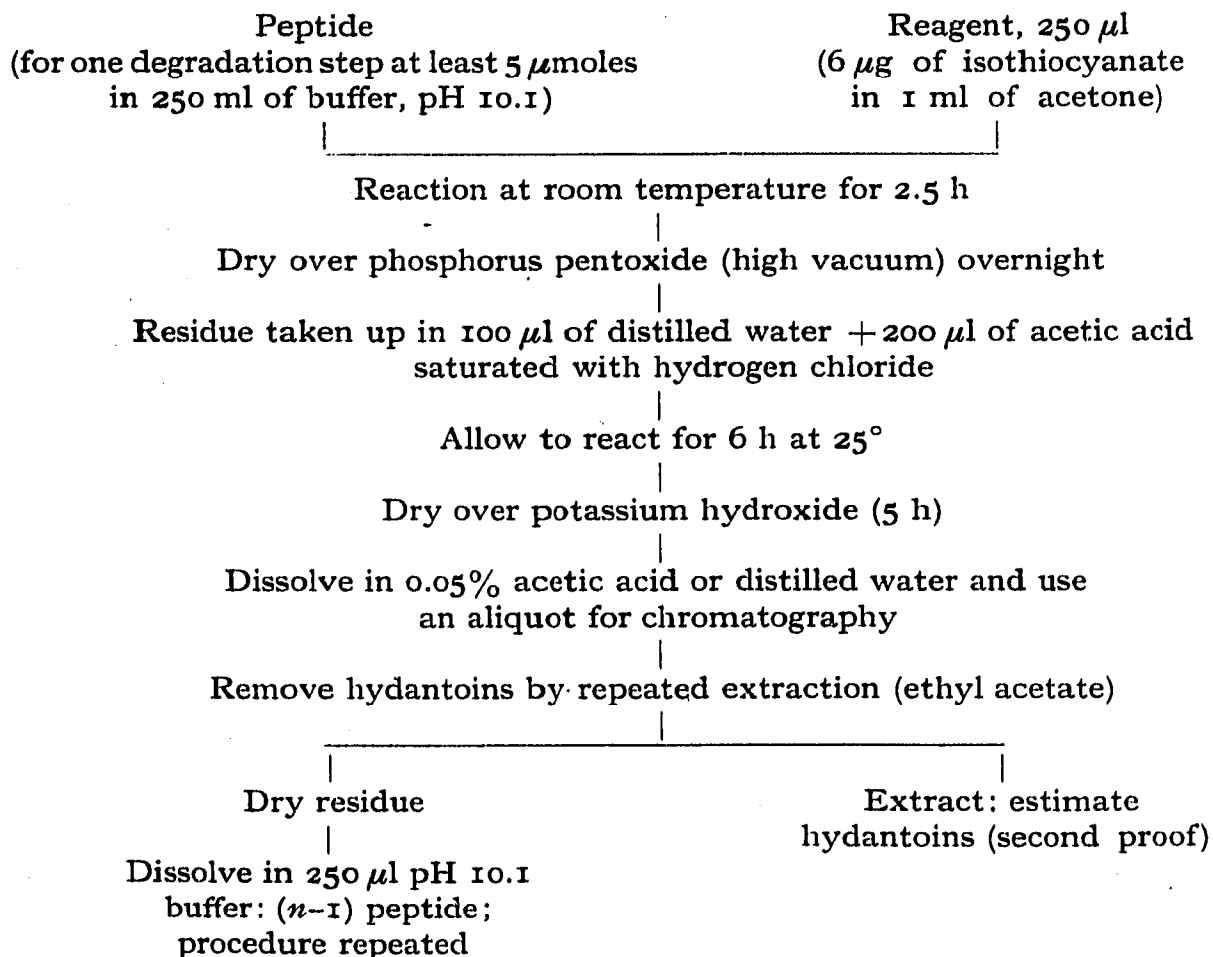 Peptide
(for one degradation step at least 5 μmoles
in 250 ml of buffer, pH 10.1)
Reagent, 250 μl
(6 μg of isothiocyanate
in 1 ml of acetone)
Reaction at room temperature for 2.5 h
Dry over phosphorus pentoxide (high vacuum) overnight
Residue taken up in 100 μl of distilled water +200 μl of acetic acid
saturated with hydrogen chloride
Allow to react for 6 h at 25°
Dry over potassium hydroxide (5 h)
Dissolve in 0.05% acetic acid or distilled water and use
an aliquot for chromatography
Remove hydantoins by repeated extraction (ethyl acetate)
Dry residue
Dissolve in 250 μl pH 10.1
buffer: (n-1) peptide;
procedure repeated
Extract: estimate
hydantoins (second proof)